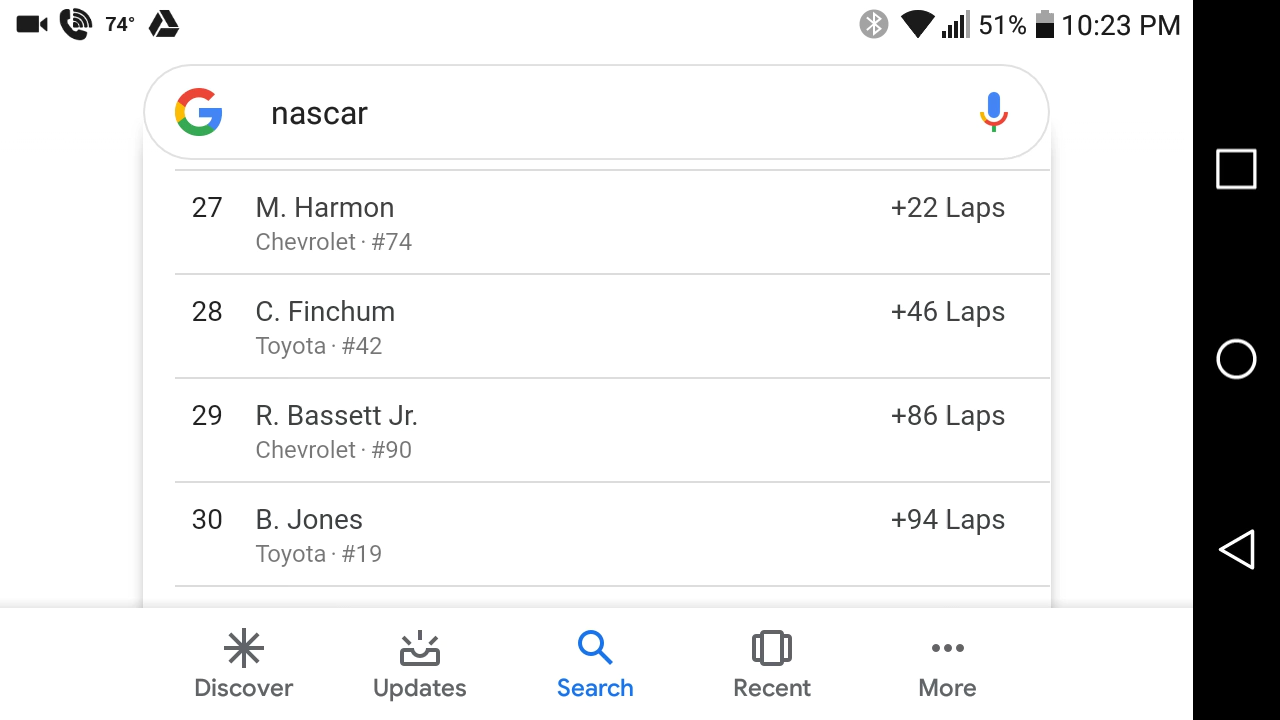 74° 51% 10:23 PM
nascar
27 M. Harmon +22 Laps
Chevrolet · #74
28 C. Finchum +46 Laps
Toyota · #42
29 R. Bassett Jr. +86 Laps
Chevrolet · #90
30 B. Jones +94 Laps
Toyota · #19
Discover Updates Search Recent More